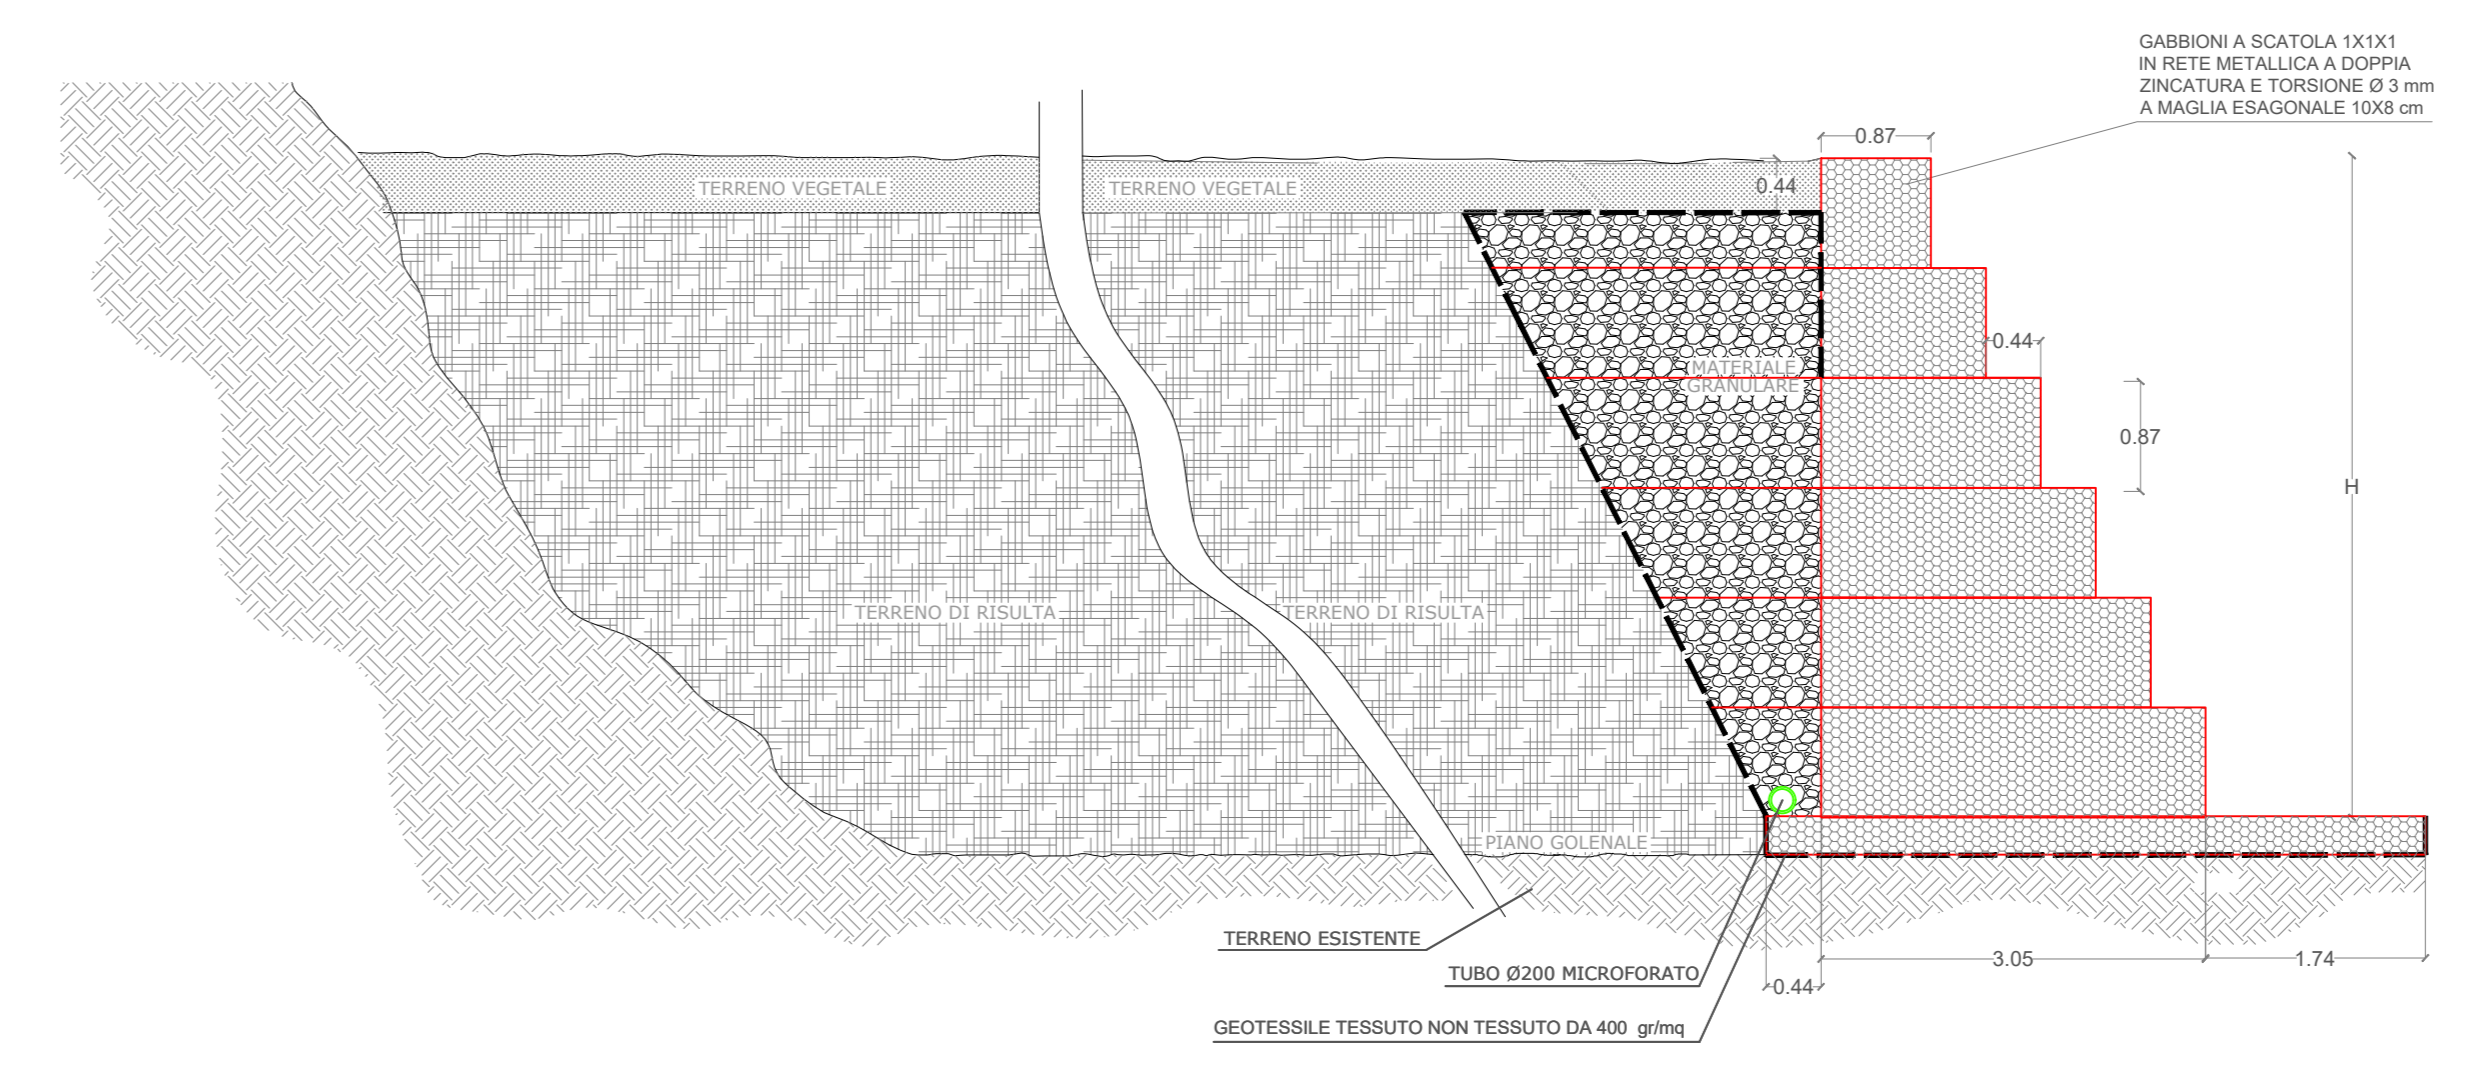 GABBIONI A SCATOLA 1X1X1
IN RETE METALLICA A DOPPIA
ZINCATURA E TORSIONE Ø 3 mm
A MAGLIA ESAGONALE 10X8 cm
0.87
TERRENO VEGETALE
TERRENO VEGETALE
0.44
0.44
MATERIALE
GRANULARE
0.87
H
TERRENO DI RISULTA
TERRENO DI RISULTA
PIANO GOLENALE
TERRENO ESISTENTE
3.05
1.74
TUBO Ø200 MICROFORATO
0.44
GEOTESSILE TESSUTO NON TESSUTO DA 400 gr/mq